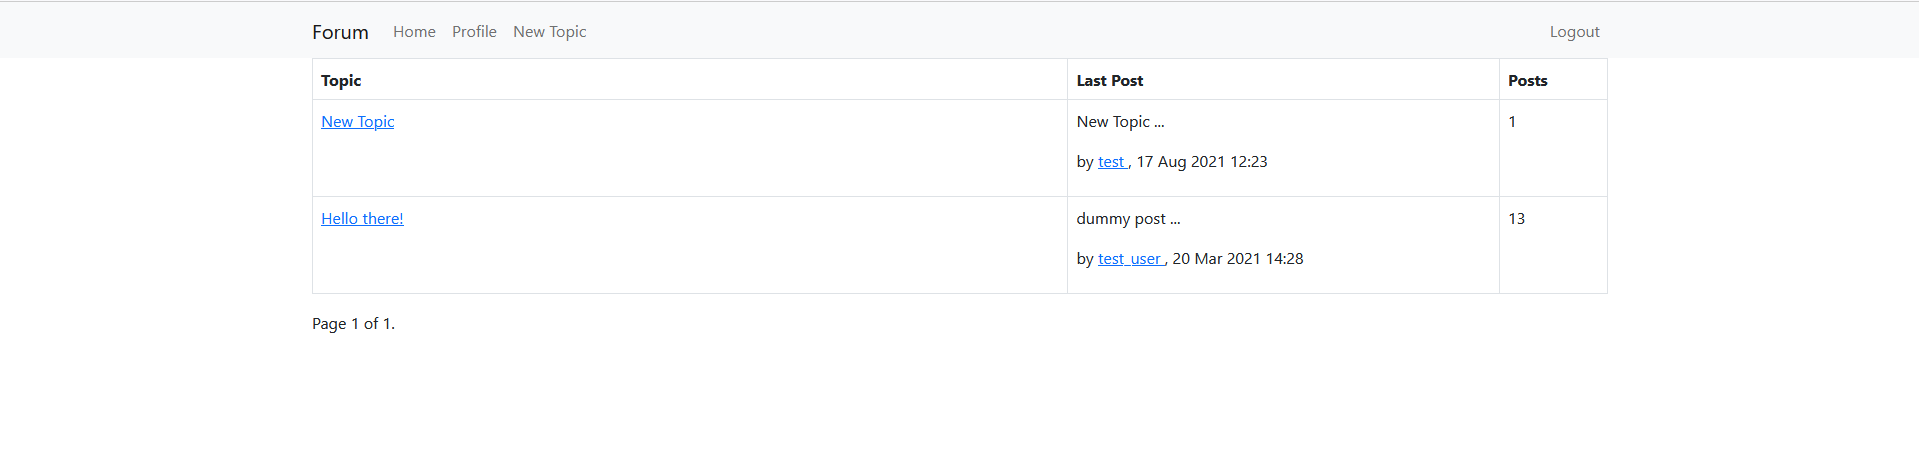 Forum Home Profile New Topic Logout
Topic Last Post Posts
New Topic New Topic ... 1
by test , 17 Aug 2021 12:23
Hello there! dummy post ... 13
by test_user , 20 Mar 2021 14:28
Page 1 of 1.